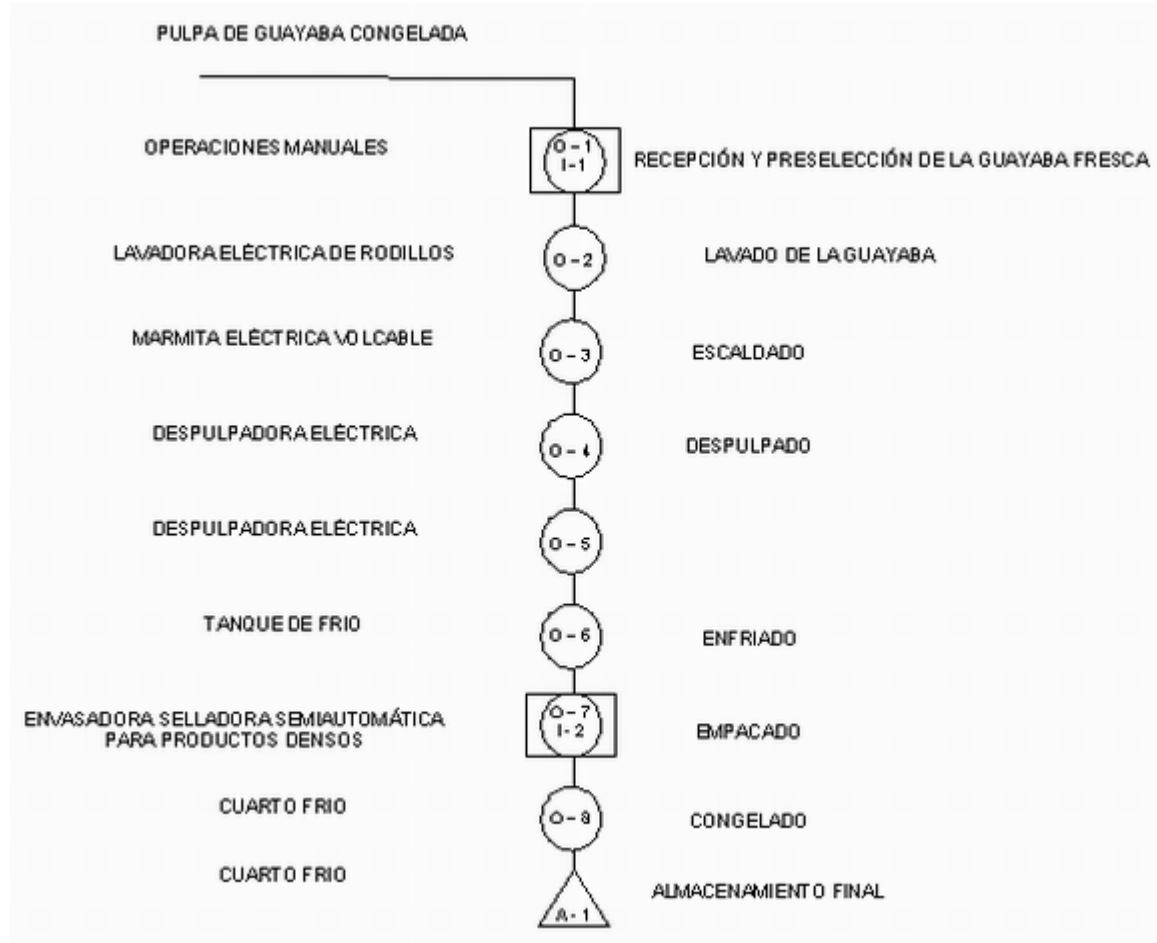 PULPA DE GUAYABA CONGELADA
OPERACIONES MANUALES
O-1
I-1
RECEPCIÓN Y PRESELECCIÓN DE LA GUAYABA FRESCA
LAVADORA ELÉCTRICA DE RODILLOS
O-2
LAVADO DE LA GUAYABA
MARMITA ELÉCTRICA VOLCABLE
O-3
ESCALDADO
DESPULPADORA ELÉCTRICA
O-4
DESPULPADO
DESPULPADORA ELÉCTRICA
O-5
TANQUE DE FRIO
O-6
ENFRIADO
ENVASADORA SELLADORA SEMIAUTOMÁTICA
PARA PRODUCTOS DENSOS
O-7
I-2
EMPACADO
CUARTO FRIO
O-8
CONGELADO
CUARTO FRIO
A-1
ALMACENAMIENTO FINAL